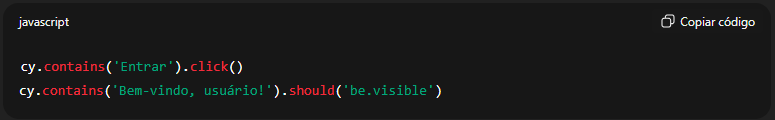 javascript
Copiar código
cy.contains('Entrar').click()
cy.contains('Bem-vindo, usuário!').should('be.visible')